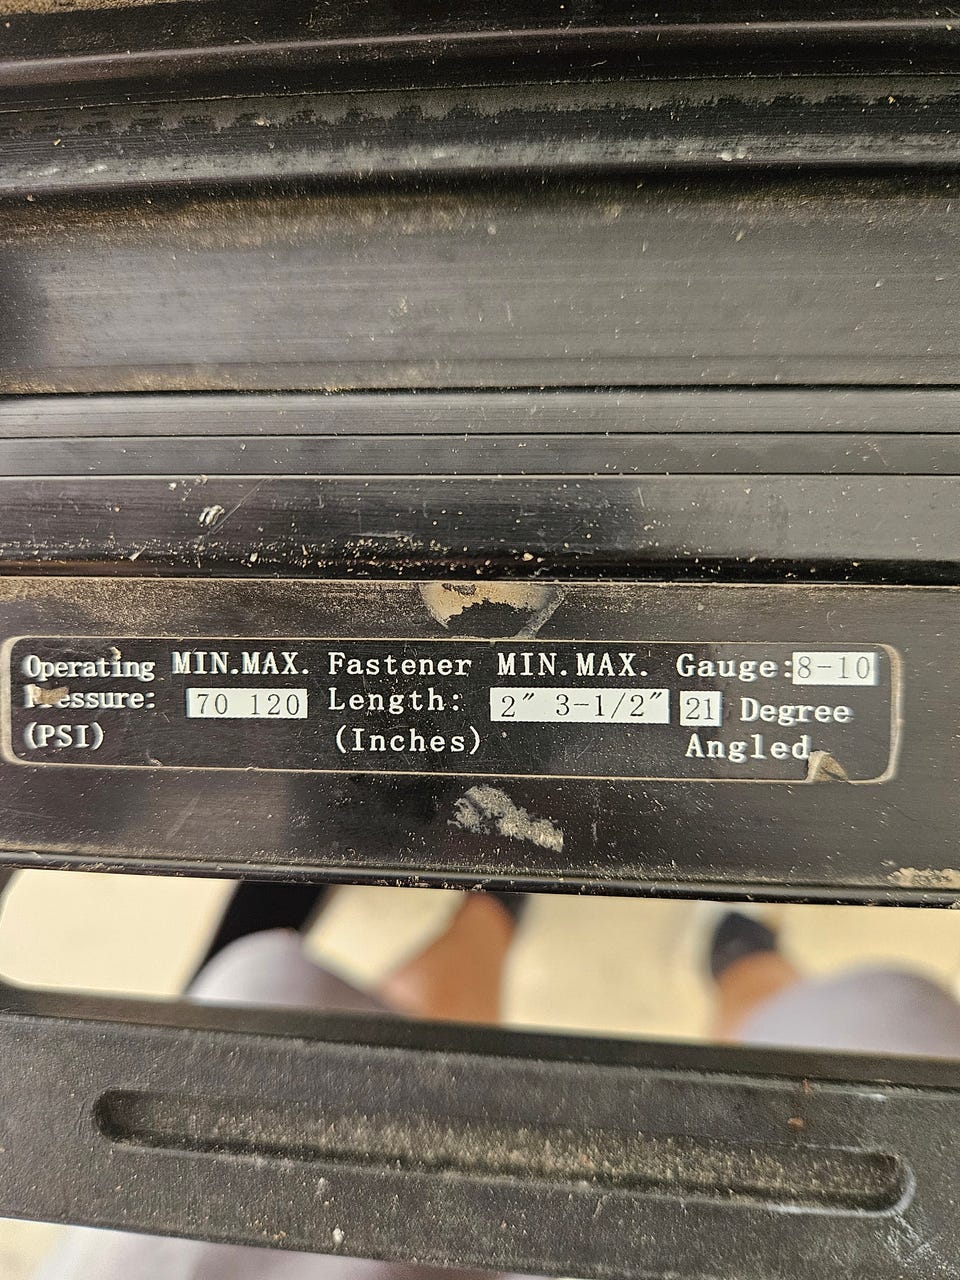 Operating MIN.MAX. Fastener MIN.MAX. Gauge:8-10
Pressure: 70 120 Length: 2″ 3-1/2″ 21 Degree
(PSI) (Inches) Angled